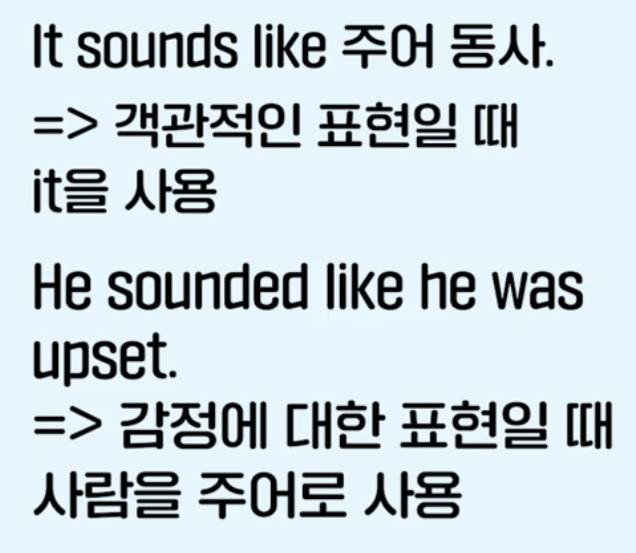 It sounds like 주어 동사.
=> 객관적인 표현일 때
it을 사용
He sounded like he was
upset.
=> 감정에 대한 표현일 때
사람을 주어로 사용